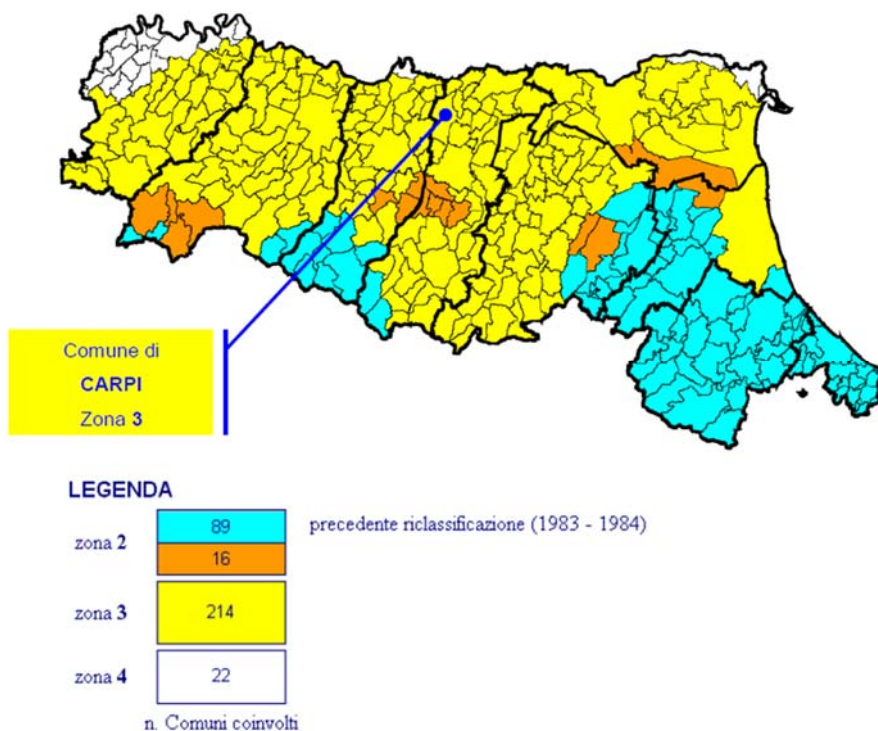 Comune di
CARPI
Zona 3
LEGENDA
zona 2
89
precedente riclassificazione (1983 - 1984)
16
zona 3
214
zona 4
22
n. Comuni coinvolti